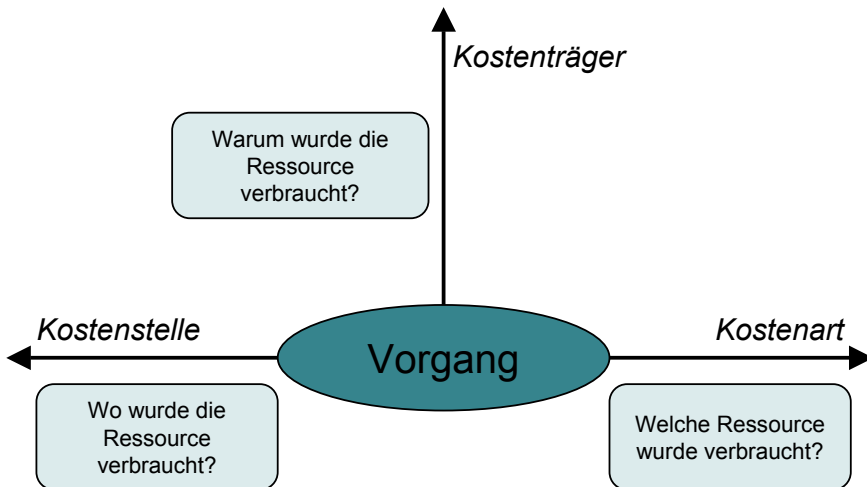 Kostenträger
Warum wurde die
Ressource
verbraucht?
Kostenstelle
Vorgang
Kostenart
Wo wurde die
Ressource
verbraucht?
Welche Ressource
wurde verbraucht?